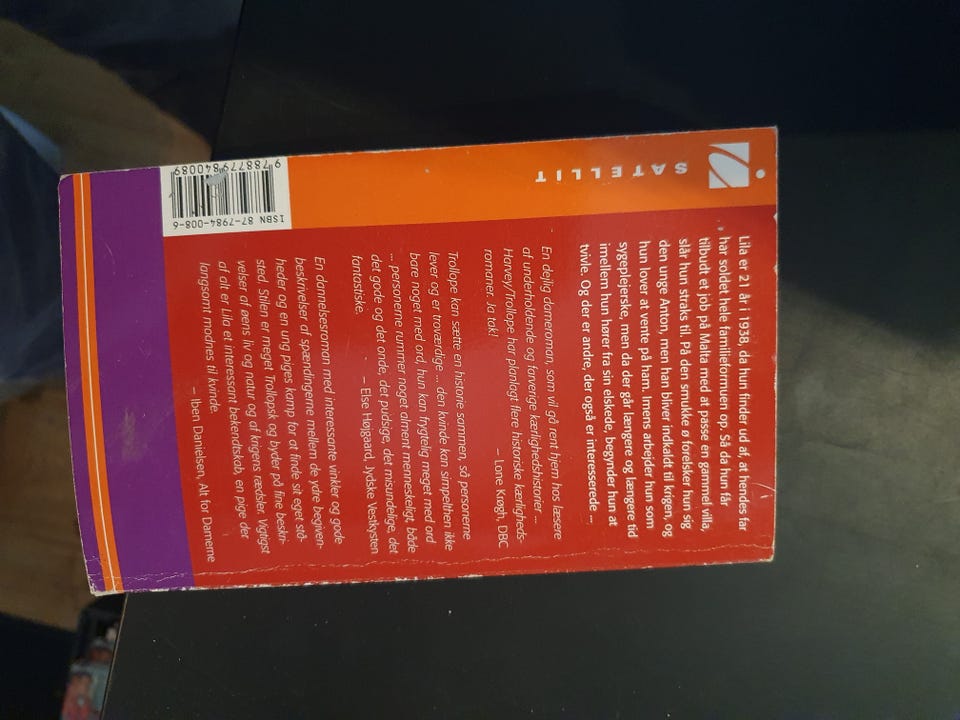 Lila er 21 år i 1938, da hun finder ud af, at hendes far
har soldet hele familieformuen op. Så da hun får
tilbudt et job på Malta med at passe en gammel villa,
slår hun straks til. På den smukke ø forelsker hun sig i
den unge Anton, men han bliver indkaldt til krigen, og
hun lover at vente på ham. Imens arbejder hun som
sygeplejerske, men da der går længere og længere tid
imellem hun hører fra sin elskede, begynder hun at
tvivle. Og der er andre, der også er interesserede –
En dejlig dameroman som vil gå rent hjem hos læsere
af underholdende og farverige kærlighedshistorier –
Harvey/Trollope har planlagt flere historiske kærligheds-
romaner. Ja tak!
– Lone Krøgh, DBC
Trollope kan sætte en historie sammen, så personerne
lever og er troværdige ... den kvinde kan simpelthen ikke
bare noget med ord, hun kan frygtelig meget med ord
... personerne rummer noget alment menneskeligt, både
det gode og det onde, det pudsige, det misundelige, det
fantastiske.
– Else Højgaard, Jydske Vestkysten
En dannelsesroman med interessante vinkler og gode
beskrivelser af spændingerne mellem de ydre begiven-
heder og en ung piges kamp for at finde sit eget stå-
sted. Stilen er meget Trollopsk og byder på fine beskri-
velser af øens liv og natur og af krigens rædsler. Vigtigst
af alt er Lila et interessant bekendtskab, en pige der
langsomt modnes til kvinde.
– Iben Danielsen, Alt for Damerne
SATELLIT
ISBN 87-7984-008-6
9 788779 840089